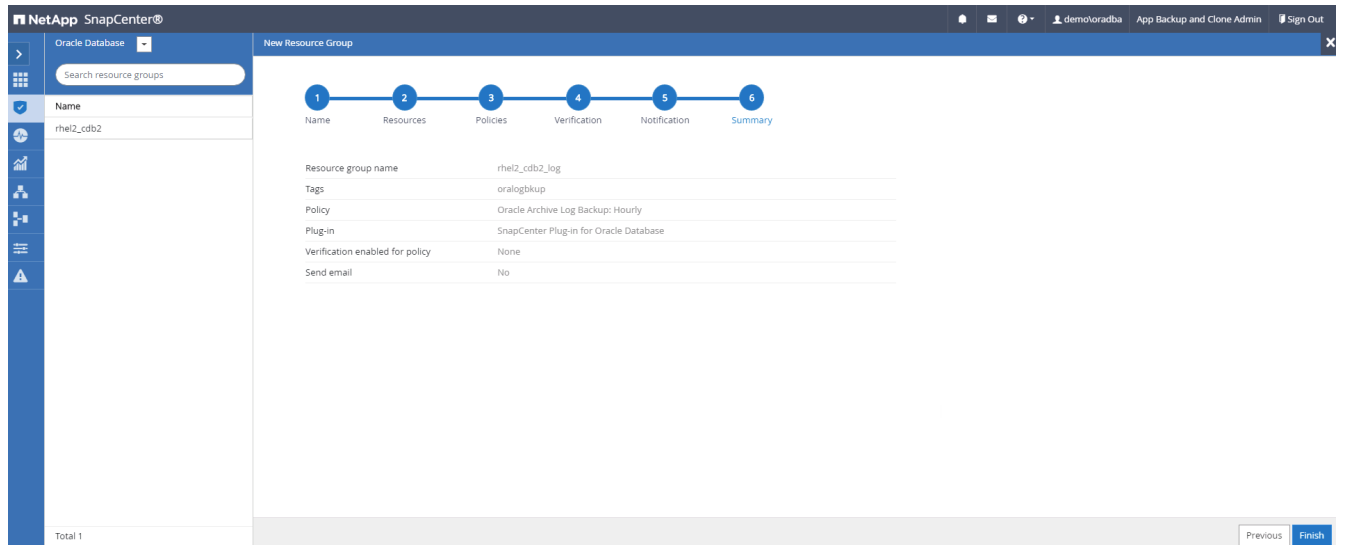 NetApp SnapCenter® demo\oradba App Backup and Clone Admin Sign Out
Oracle Database
New Resource Group
Search resource groups
Name
rhel2_cdb2
Total 1
1 2 3 4 5 6
Name Resources Policies Verification Notification Summary
Resource group name rhel2_cdb2_log
Tags oralogbkup
Policy Oracle Archive Log Backup: Hourly
Plug-in SnapCenter Plug-in for Oracle Database
Verification enabled for policy None
Send email No
Previous Finish